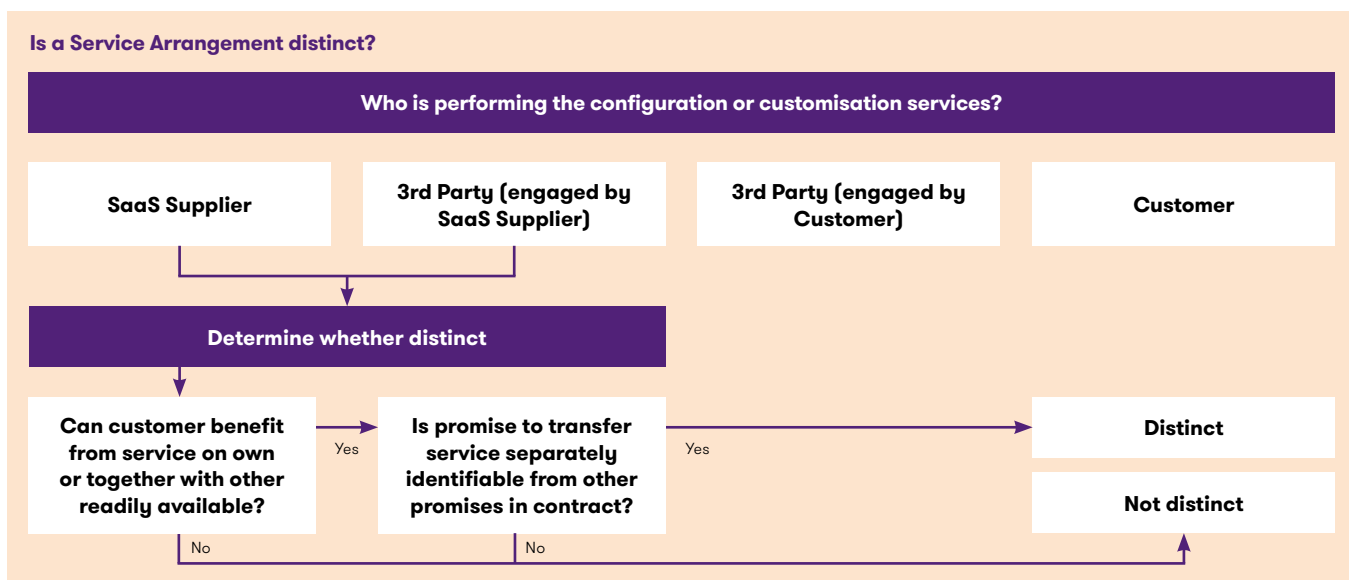 Is a Service Arrangement distinct?
Who is performing the configuration or customisation services?
SaaS Supplier
3rd Party (engaged by
SaaS Supplier)
3rd Party (engaged by
Customer)
Customer
Determine whether distinct
Can customer benefit
from service on own
or together with other
readily available?
Yes
Is promise to transfer
service separately
identifiable from other
promises in contract?
Yes
Distinct
Not distinct
No
No